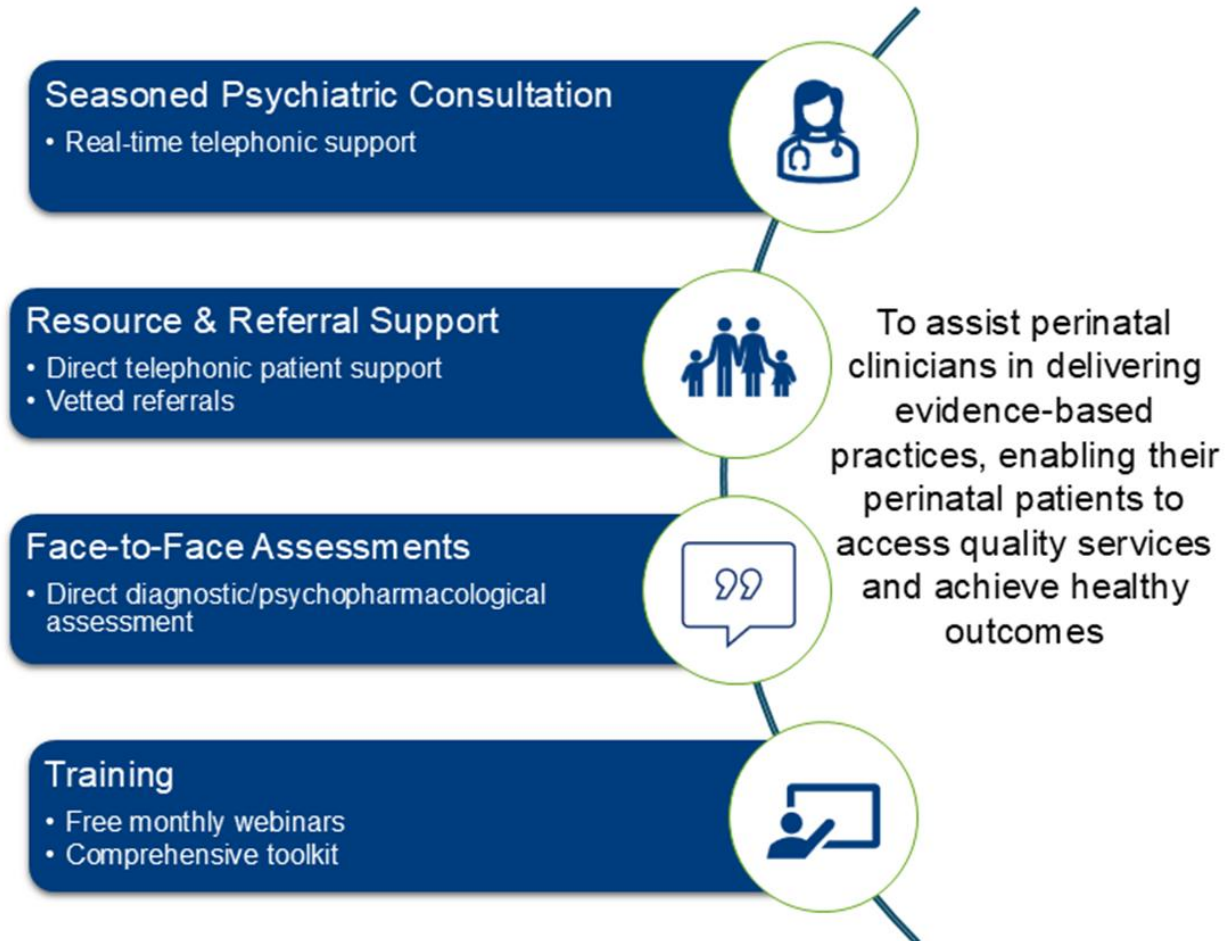 Seasoned Psychiatric Consultation
• Real-time telephonic support
Resource & Referral Support
• Direct telephonic patient support
• Vetted referrals
Face-to-Face Assessments
• Direct diagnostic/psychopharmacological
assessment
Training
• Free monthly webinars
• Comprehensive toolkit
To assist perinatal
clinicians in delivering
evidence-based
practices, enabling their
perinatal patients to
access quality services
and achieve healthy
outcomes